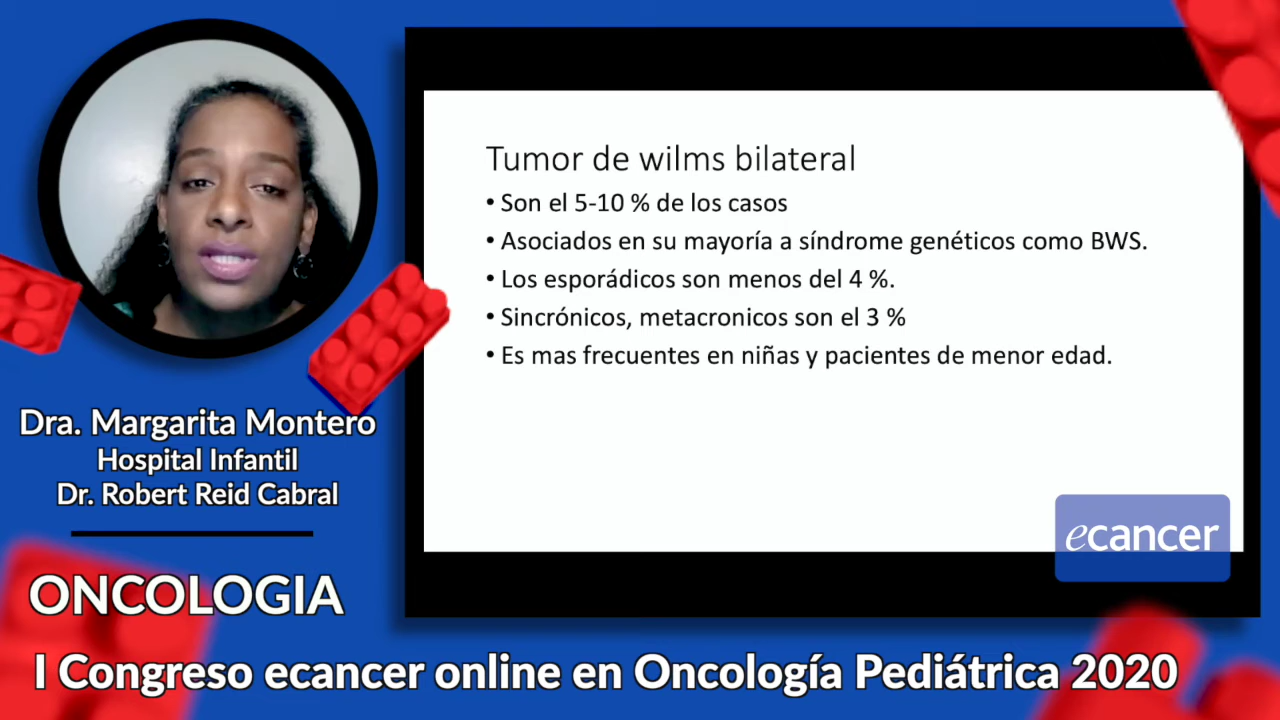 Tumor de wilms bilateral
• Son el 5-10 % de los casos
• Asociados en su mayoría a síndrome genéticos como BWS.
• Los esporádicos son menos del 4 %.
• Sincrónicos, metacronicos son el 3 %
• Es mas frecuentes en niñas y pacientes de menor edad.
ecancer
Dra. Margarita Montero
Hospital Infantil
Dr. Robert Reid Cabral
ONCOLOGIA
I Congreso ecancer online en Oncología Pediátrica 2020